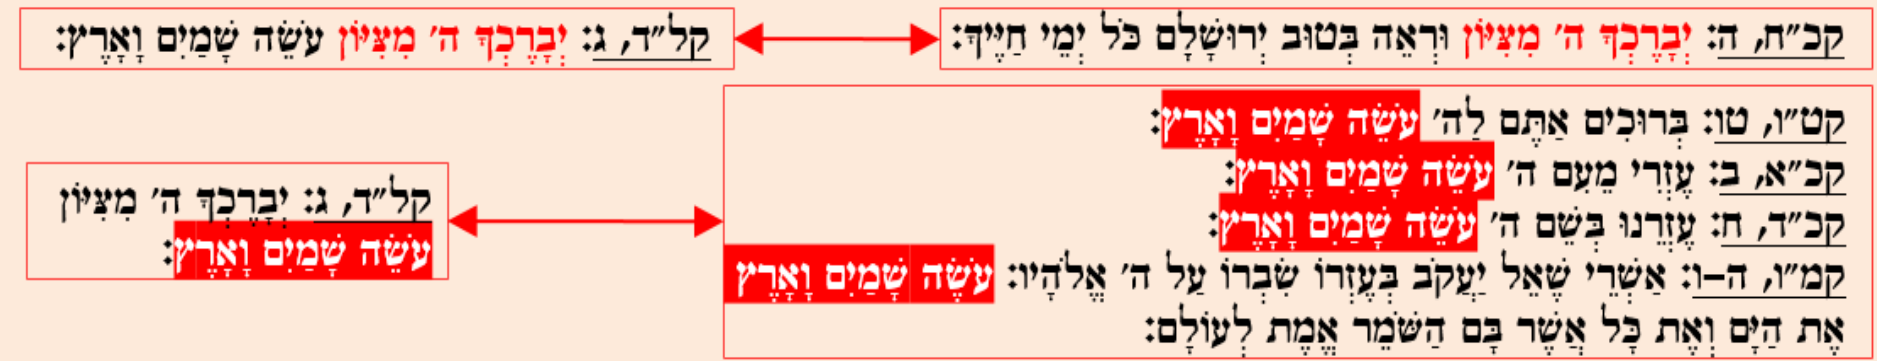 קכ״ח, ה: יְבָרֶכְךָ ה׳ מִצִּיּוֹן וּרְאֵה בְּטוּב יְרוּשָׁלִָם כֹּל יְמֵי חַיֶּיךָ:
קל״ד, ג: יְבָרֶכְךָ ה׳ מִצִּיּוֹן עֹשֵׂה שָׁמַיִם וָאָרֶץ:
קט״ו, טו: בְּרוּכִים אַתֶּם לַה׳ עֹשֵׂה שָׁמַיִם וָאָרֶץ:
קכ״א, ב: עֶזְרִי מֵעִם ה׳ עֹשֵׂה שָׁמַיִם וָאָרֶץ:
קכ״ד, ח: עֶזְרֵנוּ בְּשֵׁם ה׳ עֹשֵׂה שָׁמַיִם וָאָרֶץ:
קמ״ו, ה–ו: אַשְׁרֵי שֶׁאֵל יַעֲקֹב בְּעֶזְרוֹ שִׂבְרוֹ עַל ה׳ אֱלֹהָיו: עֹשֶׂה שָׁמַיִם וָאָרֶץ
אֶת הַיָּם וְאֶת כָּל אֲשֶׁר בָּם הַשֹּׁמֵר אֱמֶת לְעוֹלָם:
קל״ד, ג: יְבָרֶכְךָ ה׳ מִצִּיּוֹן
עֹשֵׂה שָׁמַיִם וָאָרֶץ: